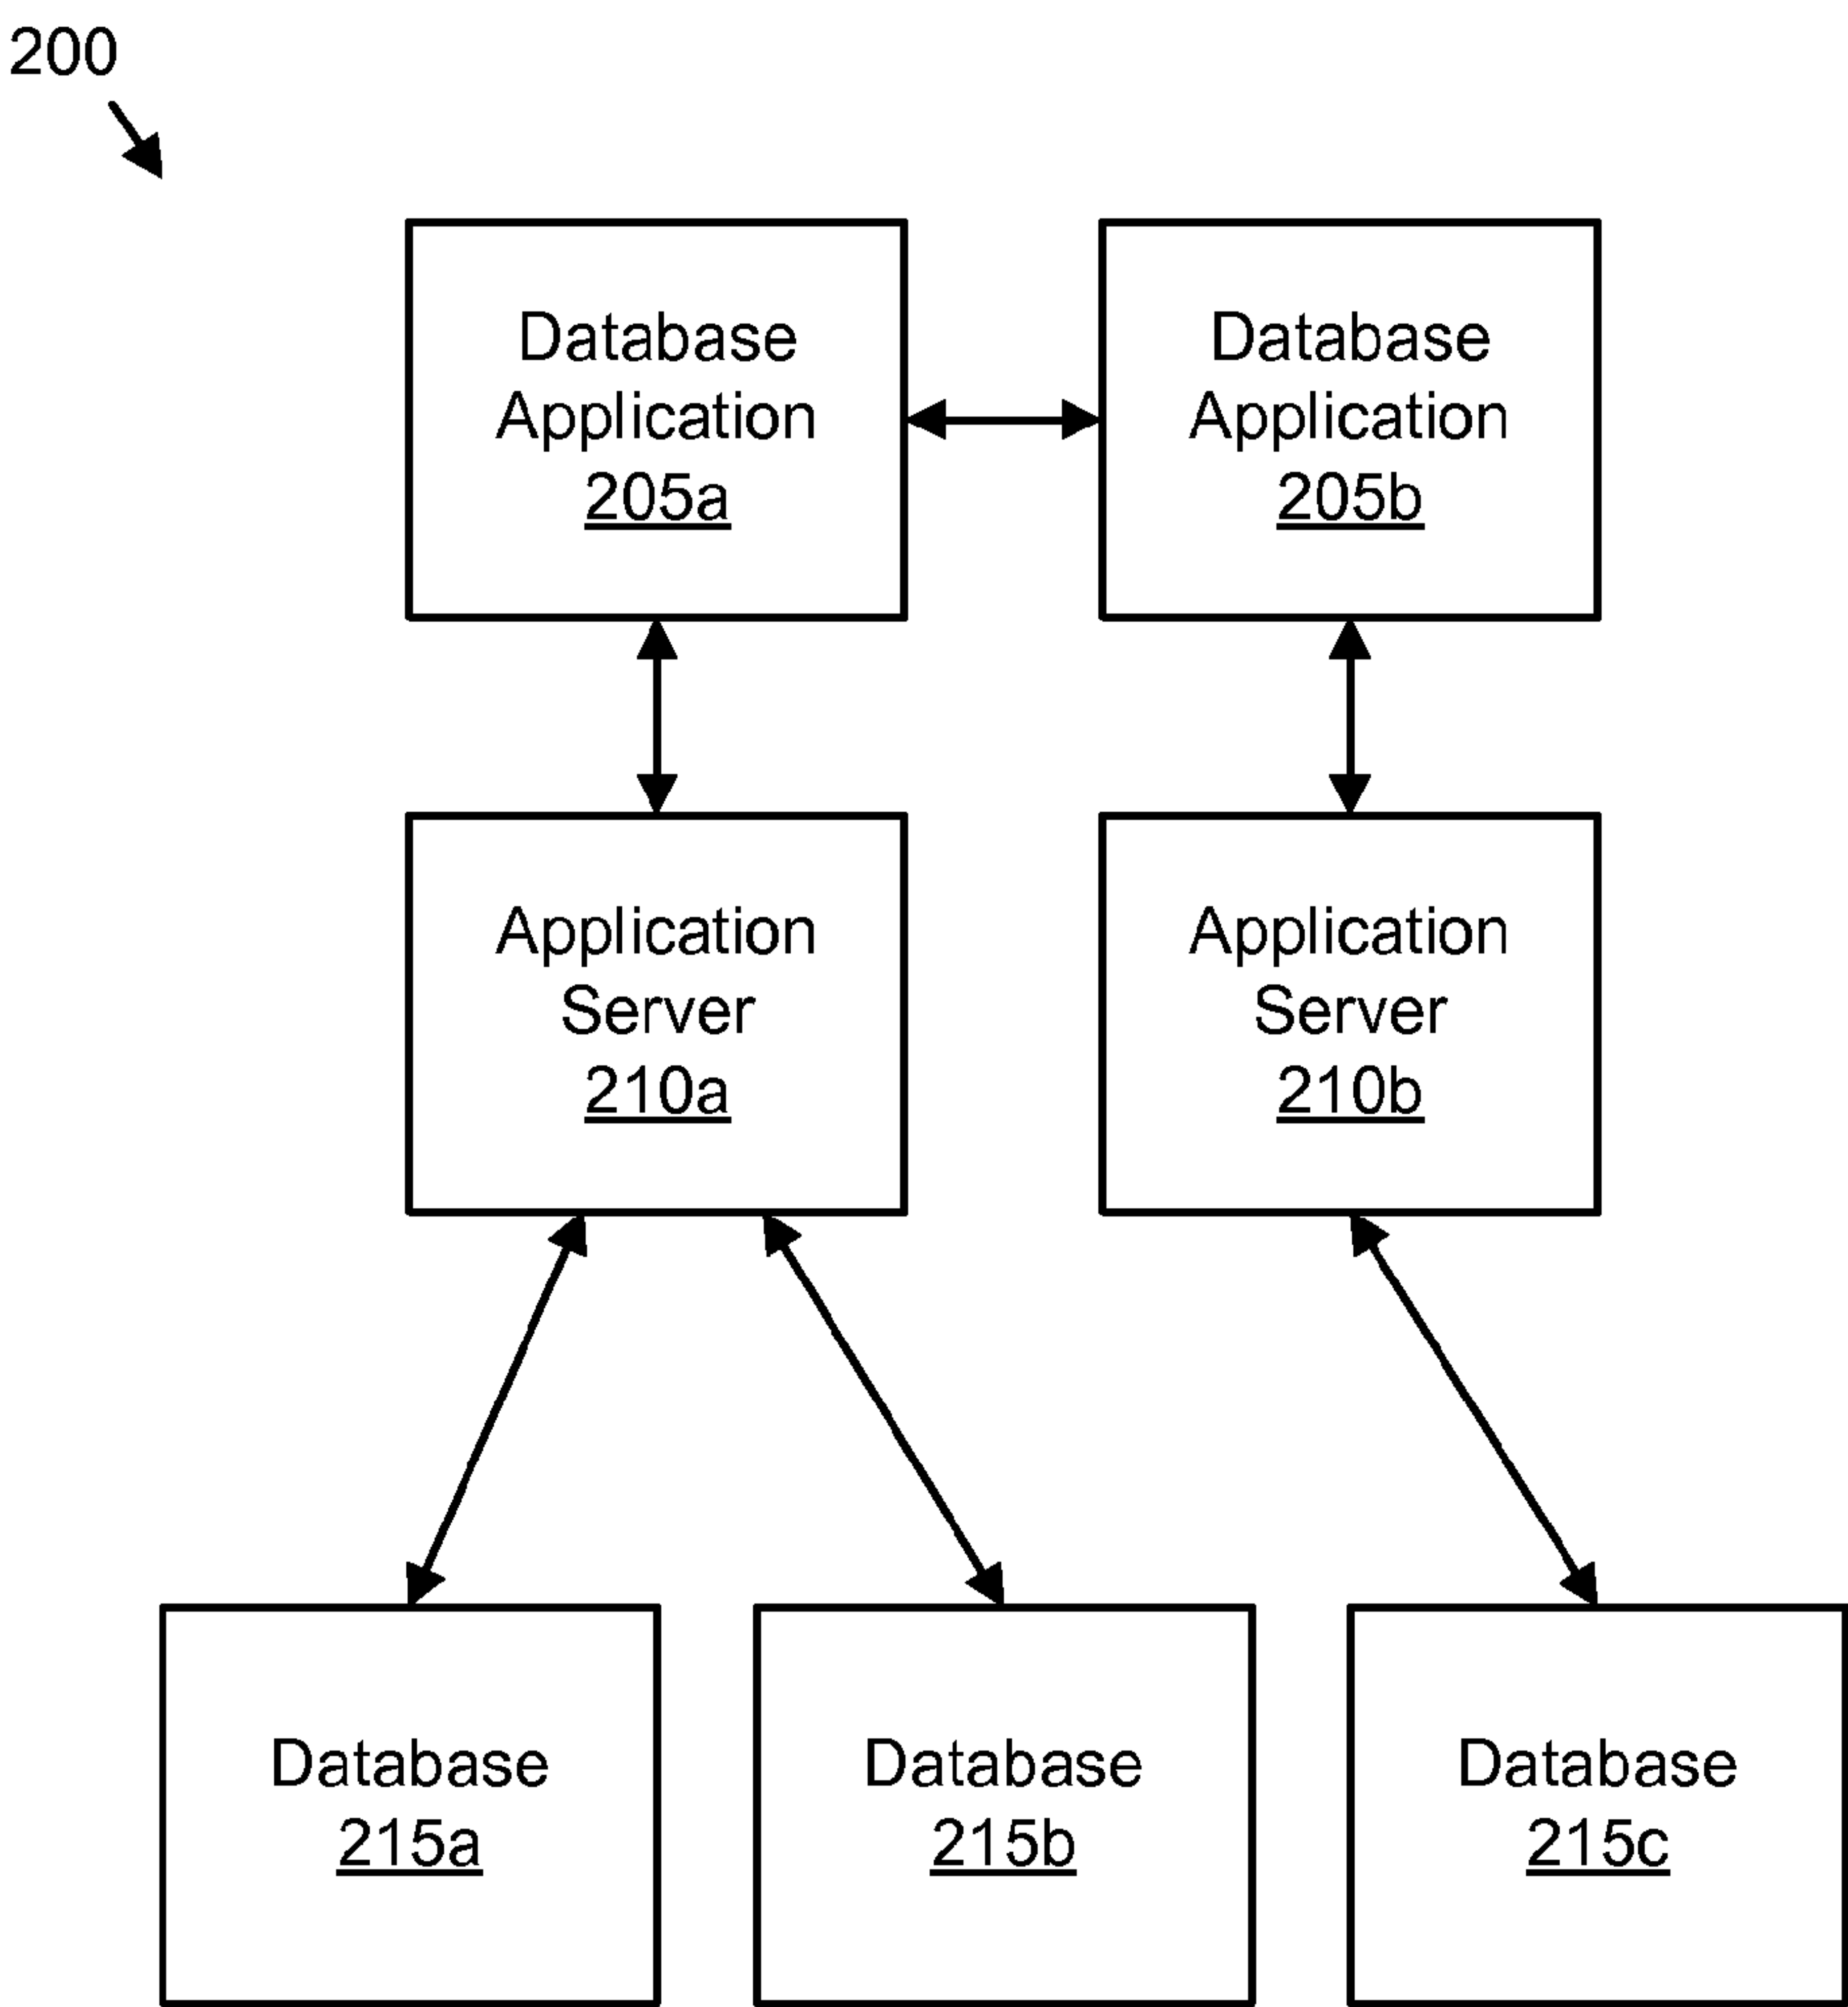 200
Database
Application
205a
Database
Application
205b
Application
Server
210a
Application
Server
210b
Database
215a
Database
215b
Database
215c